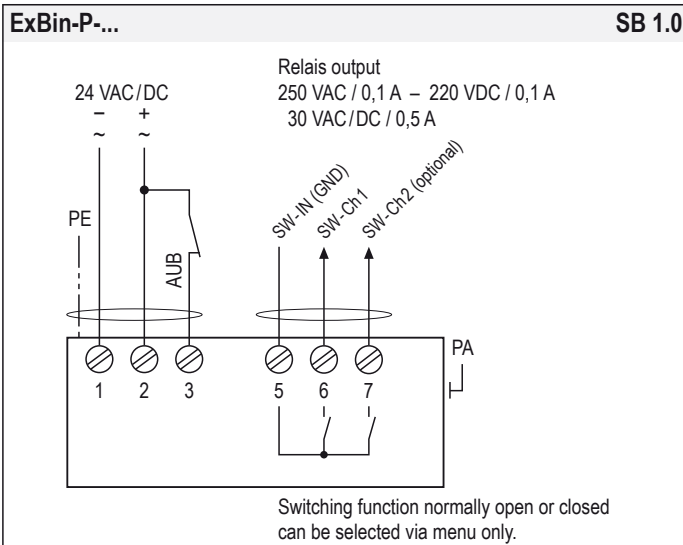 ExBin-P-... SB 1.0
Relais output
24 VAC/DC 250 VAC / 0,1 A – 220 VDC / 0,1 A
– + 30 VAC/DC / 0,5 A
~ ~
SW-IN (GND)
SW-Ch1
SW-Ch2 (optional)
PE
AUB
PA
1 2 3 5 6 7
Switching function normally open or closed
can be selected via menu only.